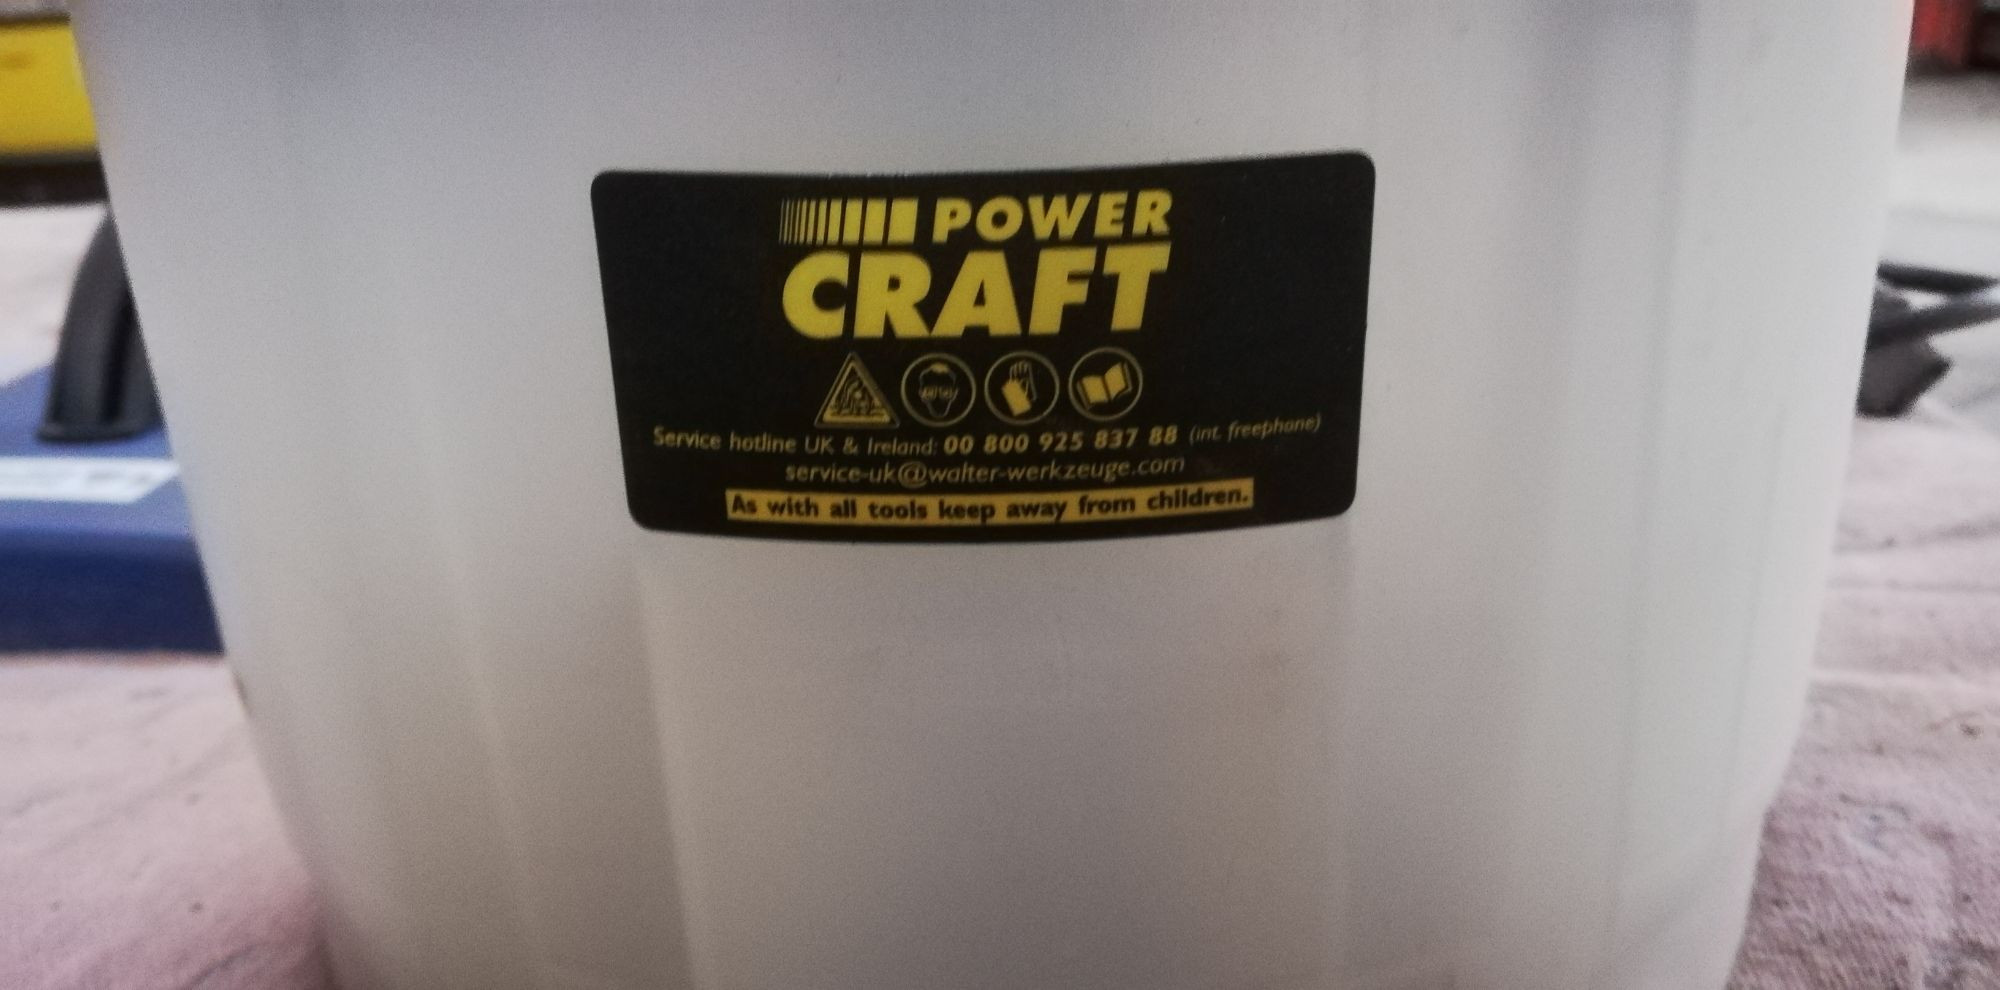 POWER
CRAFT
Service hotline UK & Ireland: 00 800 925 837 88 (int. freephone)
service-uk@walter-werkzeuge.com
As with all tools keep away from children.